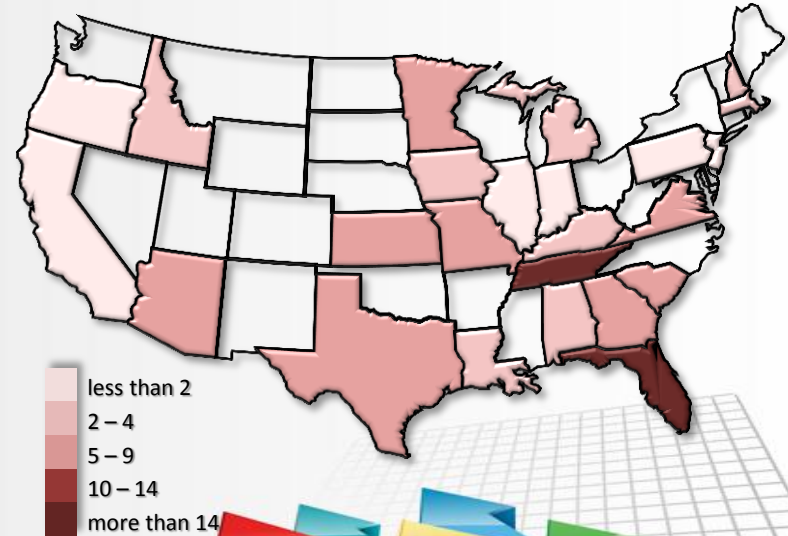 less than 2
2 – 4
5 – 9
10 – 14
more than 14